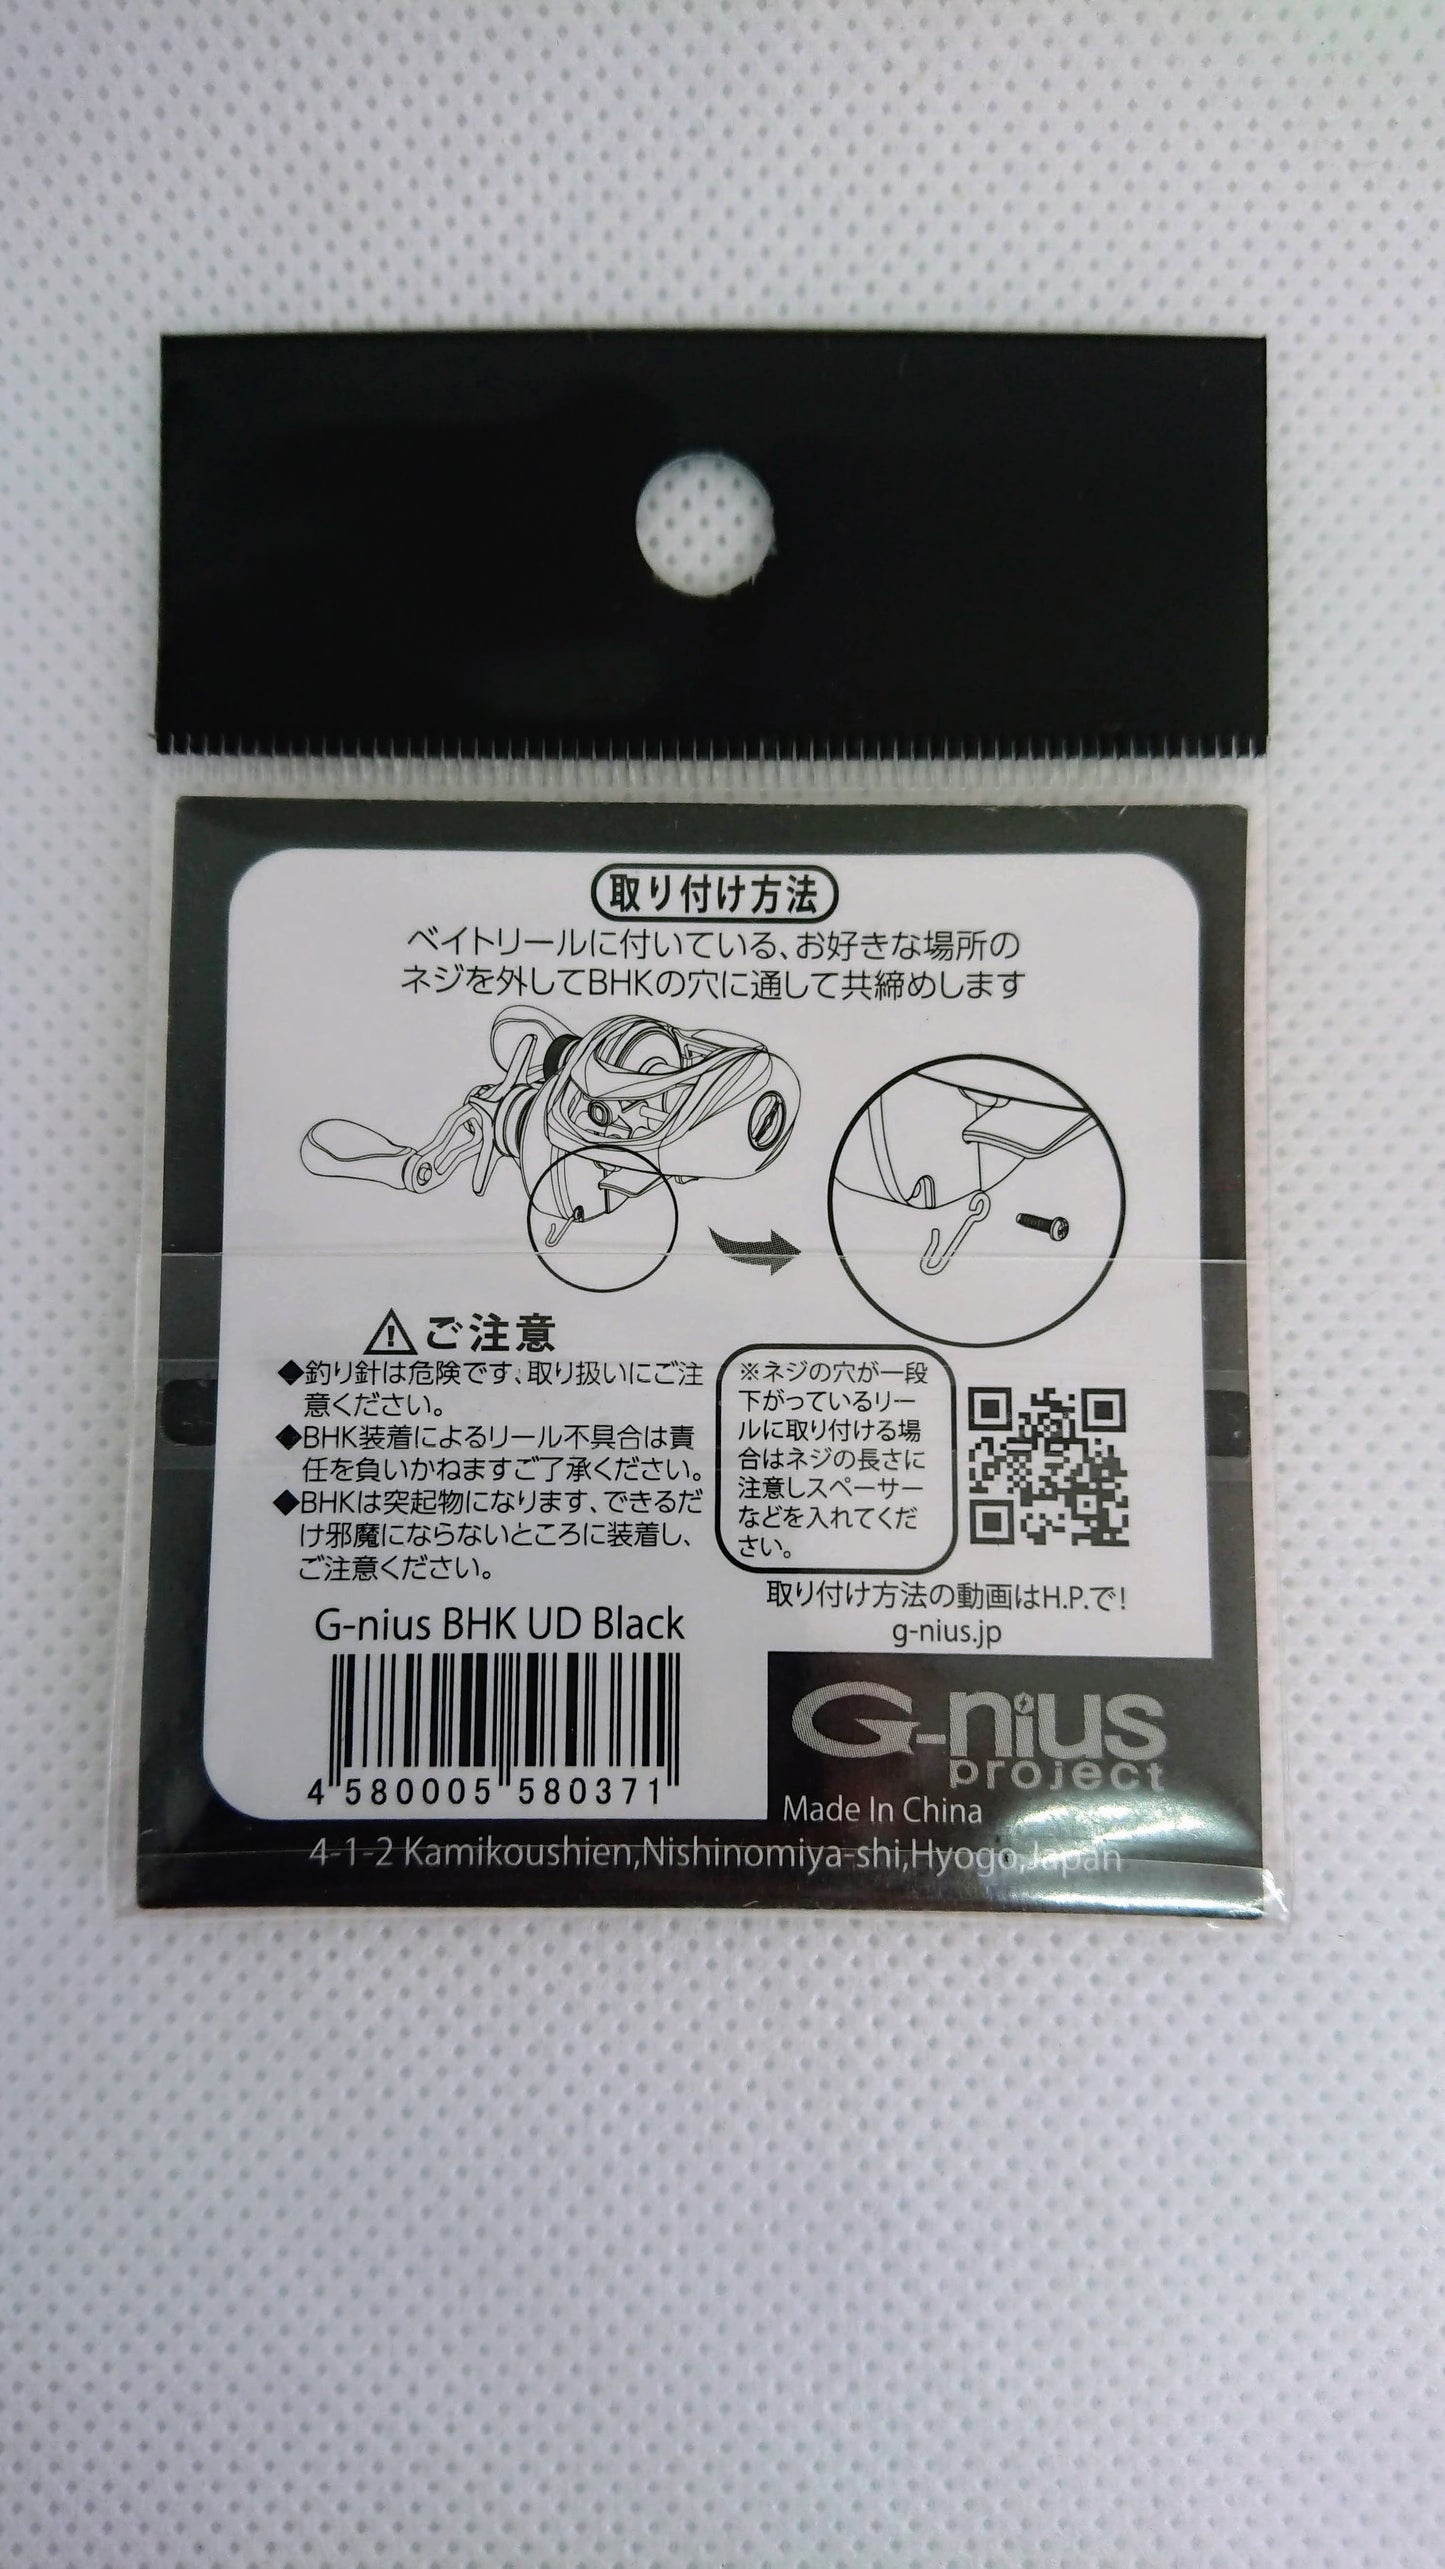 取り付け方法
ベイトリールに付いている、お好きな場所の
ネジを外してBHKの穴に通して共締めします
ご注意
◆釣り針は危険です、取り扱いにご注
意ください。
◆BHK装着によるリール不具合は責
任を負いかねますご了承ください。
◆BHKは突起物になります、できるだ
け邪魔にならないところに装着し、
ご注意ください。
※ネジの穴が一段
下がっているリー
ルに取り付ける場
合はネジの長さに
注意しスペーサー
などを入れてくだ
さい。
取り付け方法の動画はH.P.で!
g-nius.jp
G-nius BHK UD Black
4 580005 580371
G-nius
project
Made In China
4-1-2 Kamikoushien,Nishinomiya-shi,Hyogo,Japan